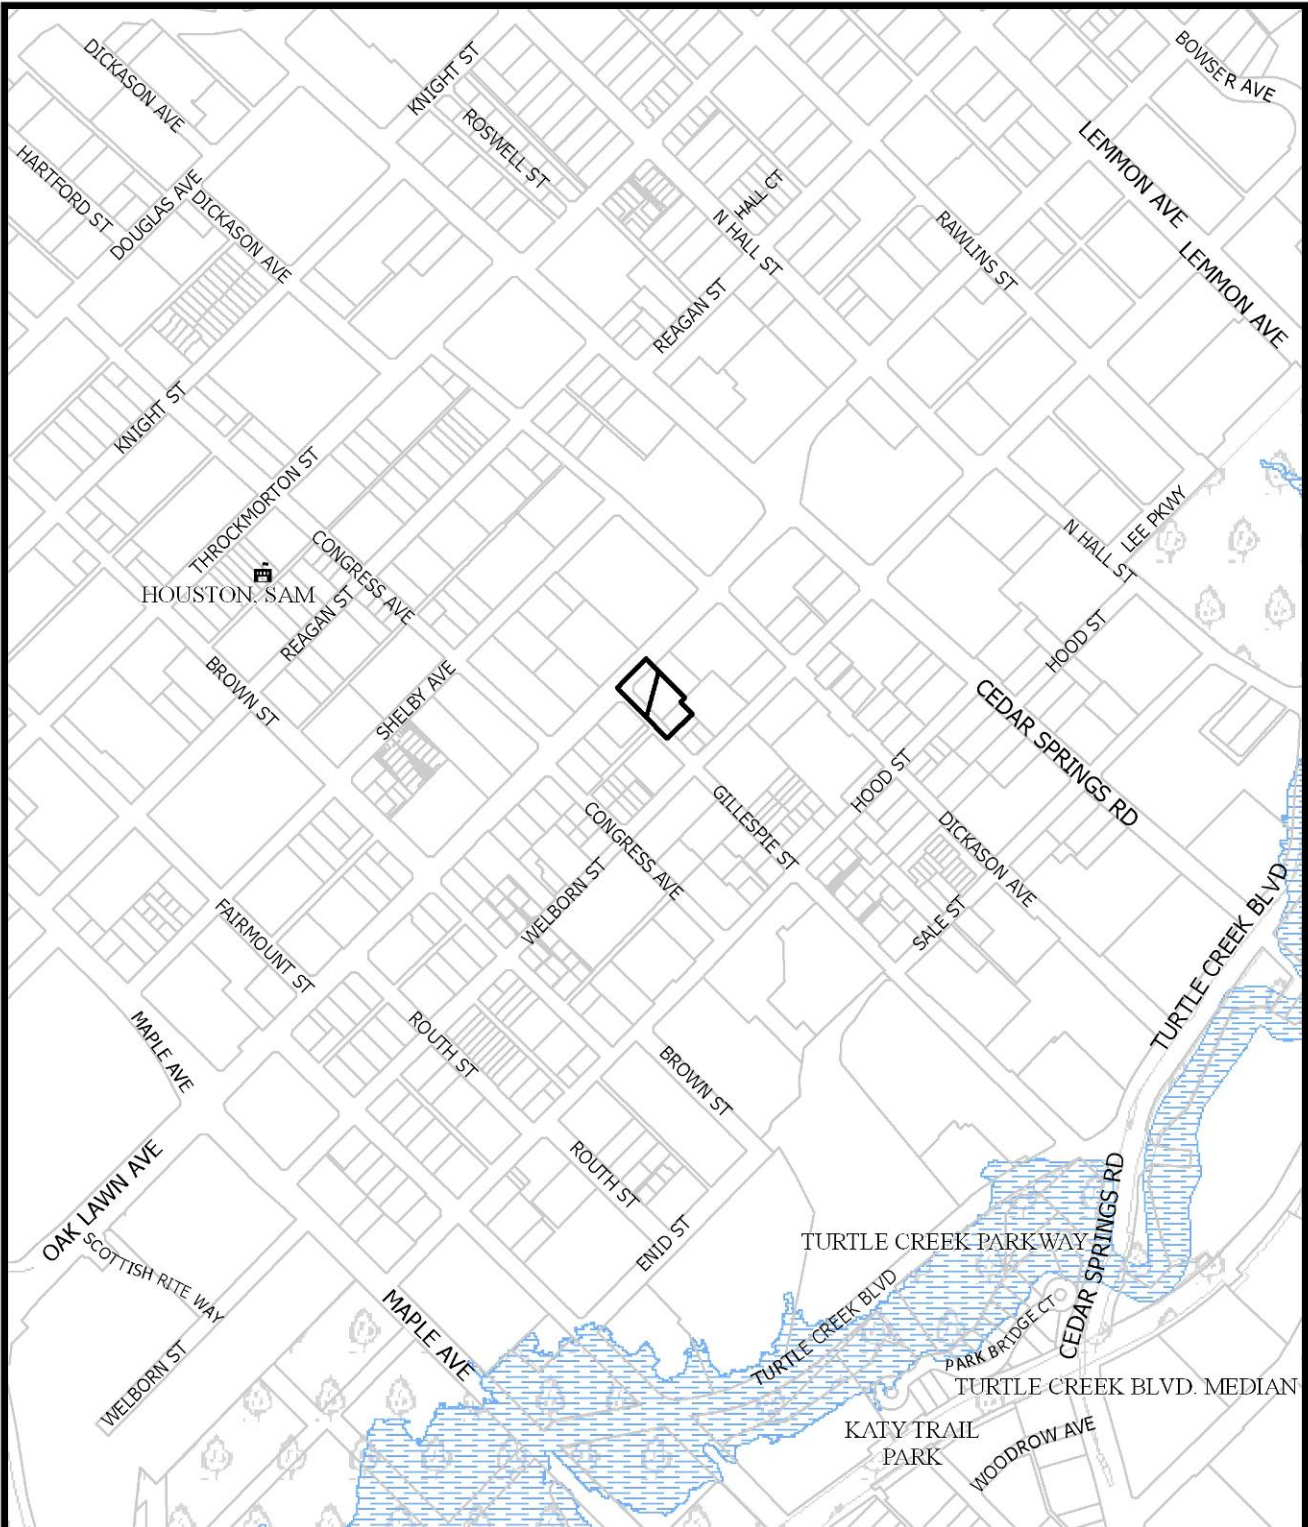 DICKASON AVE
KNIGHT ST
BOWSER AVE
ROSWELL ST
LEMMON AVE
HARTFORD ST
DOUGLAS AVE
DICKASON AVE
HALL CT
N HALL ST
RAWLINS ST
LEMMON AVE
REAGAN ST
KNIGHT ST
THROCKMORTON ST
CONGRESS AVE
N HALL ST
LEE PKWY
HOUSTON, SAM
REAGAN ST
HOOD ST
BROWN ST
SHELBY AVE
CEDAR SPRINGS RD
HOOD ST
GILLESPIE ST
CONGRESS AVE
DICKASON AVE
WELBORN ST
SALE ST
TURTLE CREEK BLVD
FAIRMOUNT ST
MAPLE AVE
ROUTH ST
BROWN ST
OAK LAWN AVE
ROUTH ST
ENID ST
CEDAR SPRINGS RD
TURTLE CREEK PARKWAY
SCOTTISH RITE WAY
TURTLE CREEK BLVD
MAPLE AVE
PARK BRIDGE CT
WELBORN ST
TURTLE CREEK BLVD. MEDIAN
KATY TRAIL
PARK
WOODROW AVE